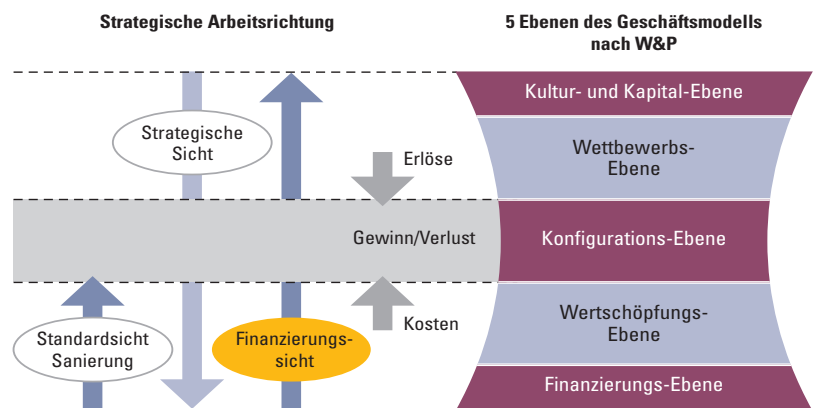 Strategische Arbeitsrichtung
5 Ebenen des Geschäftsmodells
nach W&P
Kultur- und Kapital-Ebene
Strategische
Sicht
Erlöse
Wettbewerbs-
Ebene
Gewinn/Verlust
Konfigurations-Ebene
Standardsicht
Sanierung
Finanzierungs-
sicht
Kosten
Wertschöpfungs-
Ebene
Finanzierungs-Ebene